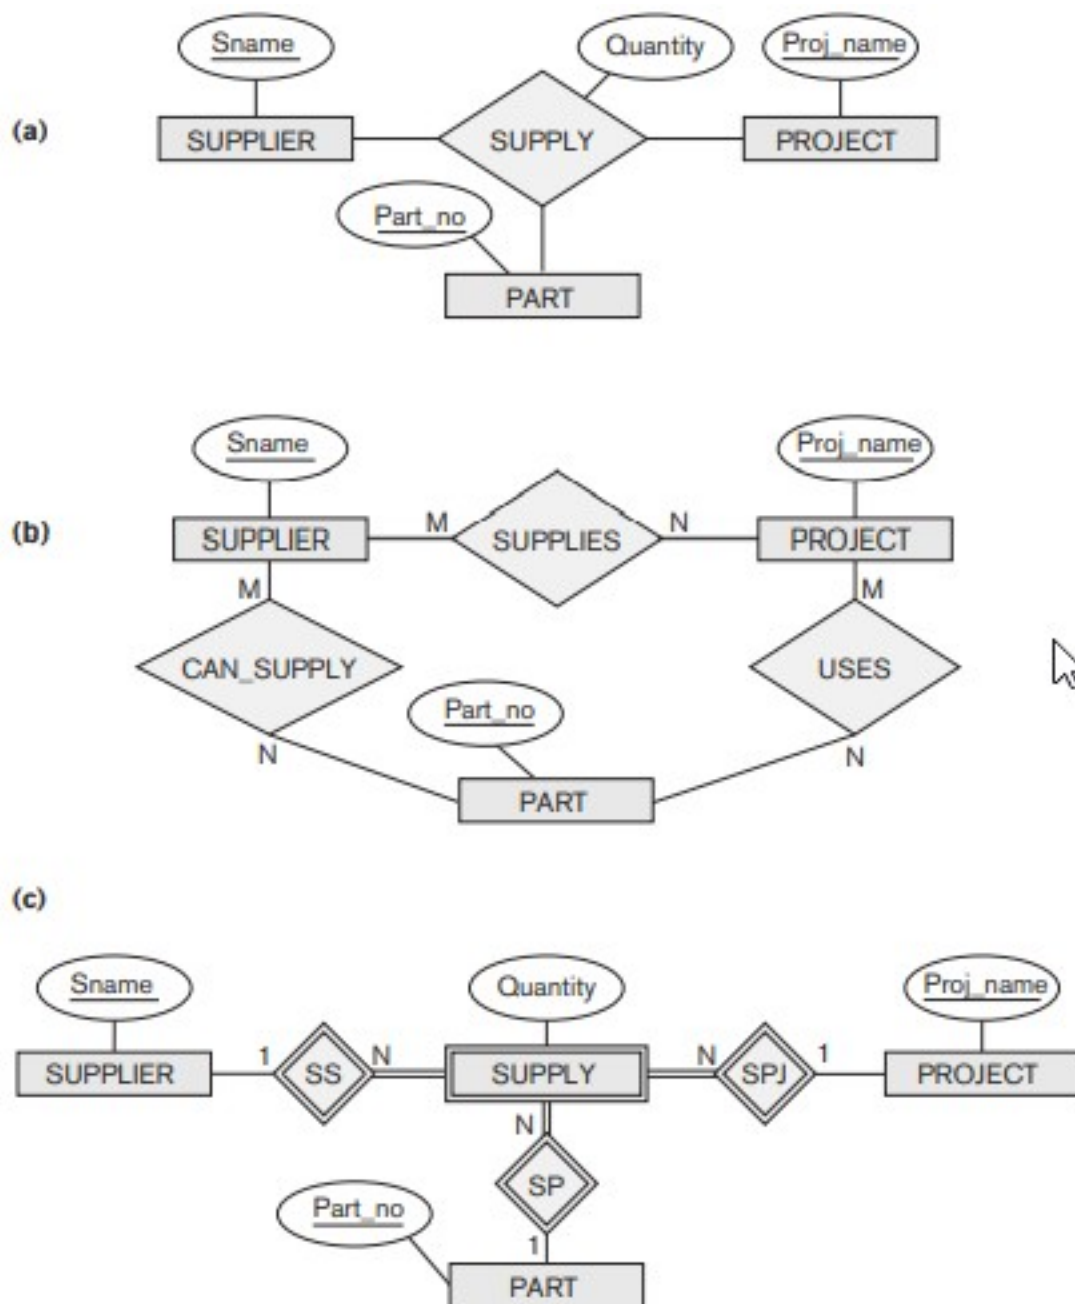 Sname
Quantity
Proj_name
(a)
SUPPLIER
SUPPLY
PROJECT
Part_no
PART
Sname
Proj_name
(b)
SUPPLIER
M
SUPPLIES
N
PROJECT
M
M
CAN_SUPPLY
USES
Part_no
N
N
PART
(c)
Sname
Quantity
Proj_name
SUPPLIER
1
SS
N
SUPPLY
N
SPJ
1
PROJECT
N
SP
Part_no
1
PART